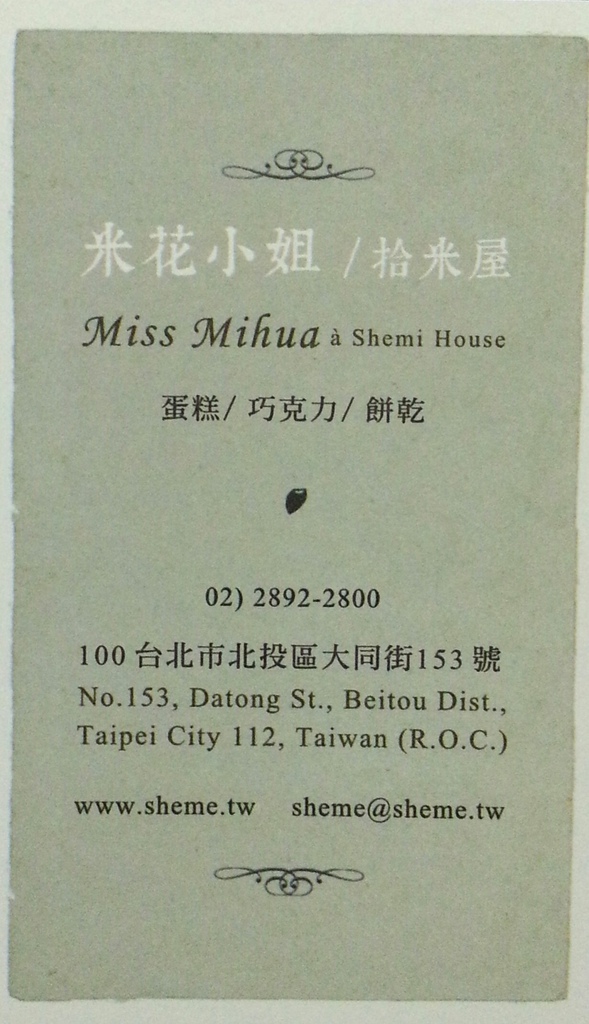 米花小姐 / 拾米屋
Miss Mihua à Shemi House
蛋糕/ 巧克力/ 餅乾
02) 2892-2800
100 台北市北投區大同街153 號
No.153, Datong St., Beitou Dist.,
Taipei City 112, Taiwan (R.O.C.)
www.sheme.tw sheme@sheme.tw